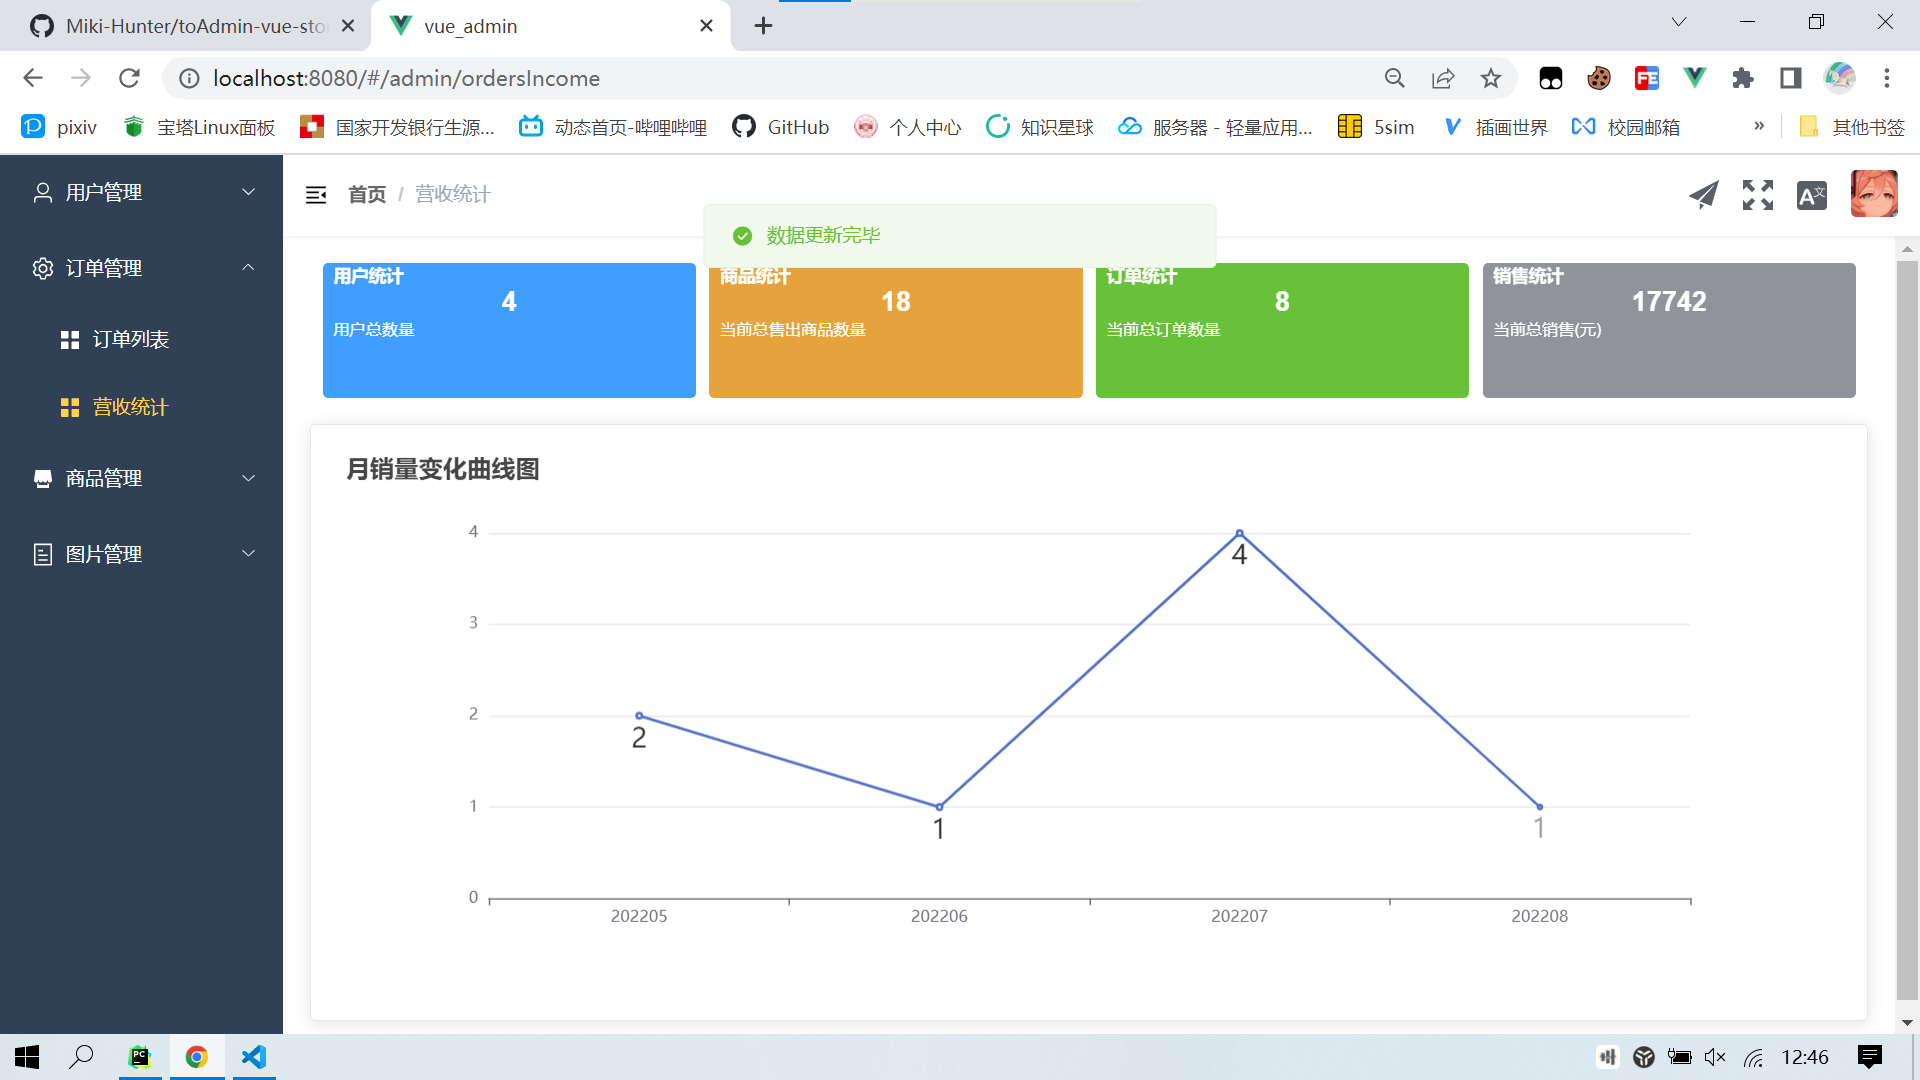 Miki-Hunter/toAdmin-vue-sto
vue_admin
localhost:8080/#/admin/ordersIncome
pixiv
宝塔Linux面板
国家开发银行生源...
动态首页-哔哩哔哩
GitHub
个人中心
知识星球
服务器 - 轻量应用...
5sim
插画世界
校园邮箱
»
其他书签
用户管理
订单管理
订单列表
营收统计
商品管理
图片管理
首页 / 营收统计
数据更新完毕
用户统计
4
用户总数量
商品统计
18
当前总售出商品数量
订单统计
8
当前总订单数量
销售统计
17742
当前总销售(元)
月销量变化曲线图
4
3
2
1
0
2
1
4
1
202205
202206
202207
202208
12:46